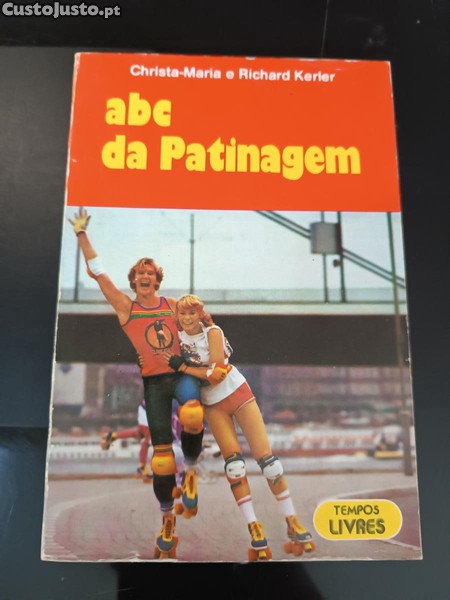 CustoJusto.pt
Christa-Maria e Richard Kerler
abc
da Patinagem
TEMPOS
LIVRES